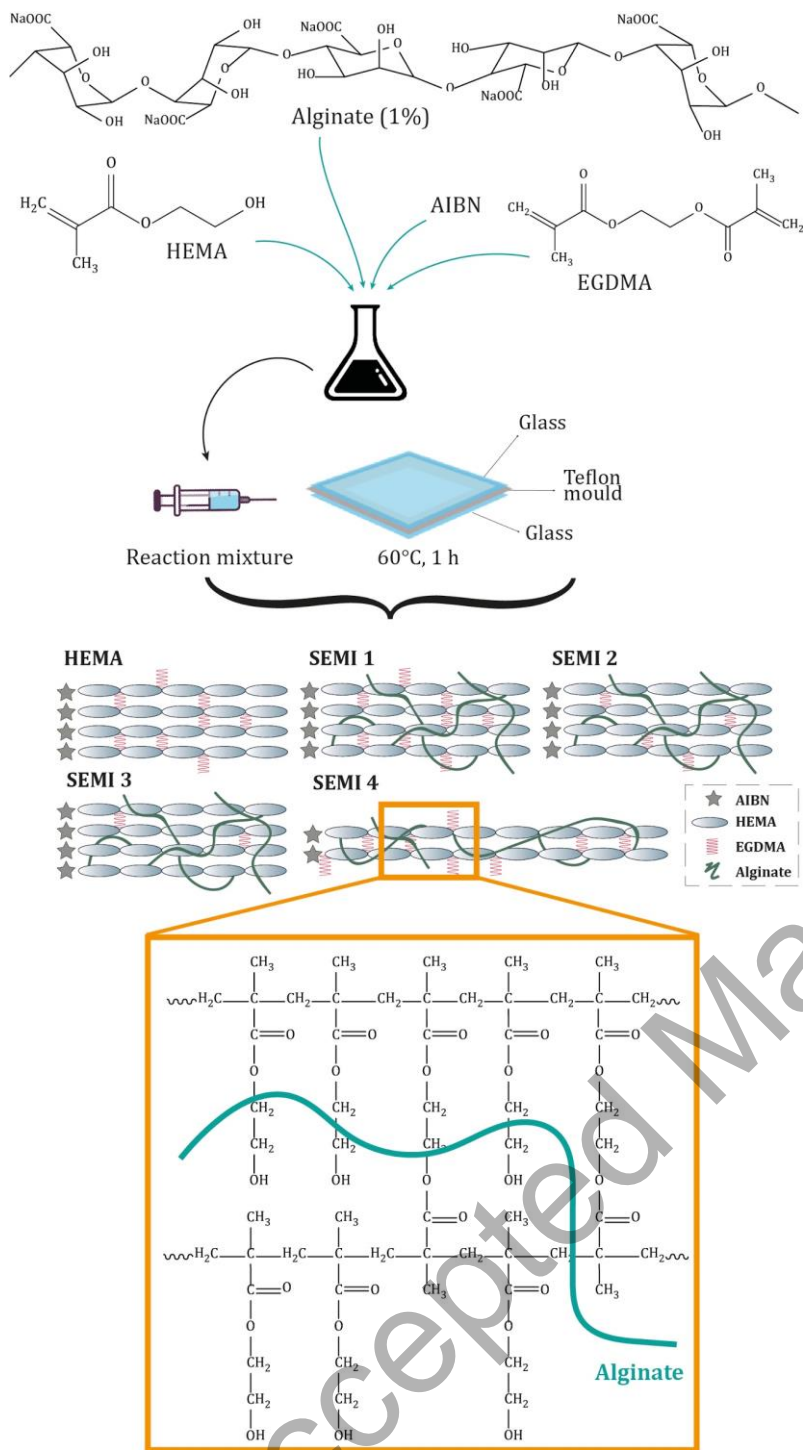 NaOOC
OH
O
OH
O
OH
NaOOC
OH
OH
O
O
NaOOC
O
HO
OH
O
HO
OH
O
NaOOC
OH
O
NaOOC
OH
O
OH
O
Alginate (1%)
O
H₂C
O
OH
CH₃
HEMA
AIBN
O
CH₂
CH₃
O
O
O
CH₃
CH₂
EGDMA
Glass
Teflon
mould
Glass
Reaction mixture
60°C, 1 h
HEMA
SEMI 1
SEMI 2
SEMI 3
SEMI 4
AIBN
HEMA
EGDMA
Alginate
CH₃ CH₃ CH₃ CH₃ CH₃
H₂C C CH₂ C CH₂ C CH₂ C CH₂ C CH₂
C=O C=O C=O C=O C=O
O O O O O
CH₂ CH₂ CH₂ CH₂ CH₂
CH₂ CH₂ CH₂ CH₂ CH₂
OH OH O OH O
CH₃ CH₃ C=O CH₃ C=O
H₂C C H₂C C H₂C C CH₂ C CH₂ C CH₂
C=O C=O CH₃ C=O CH₃
O O O
CH₂ CH₂ CH₂
CH₂ CH₂ CH₂
OH OH OH
Alginate
Accepted Ma